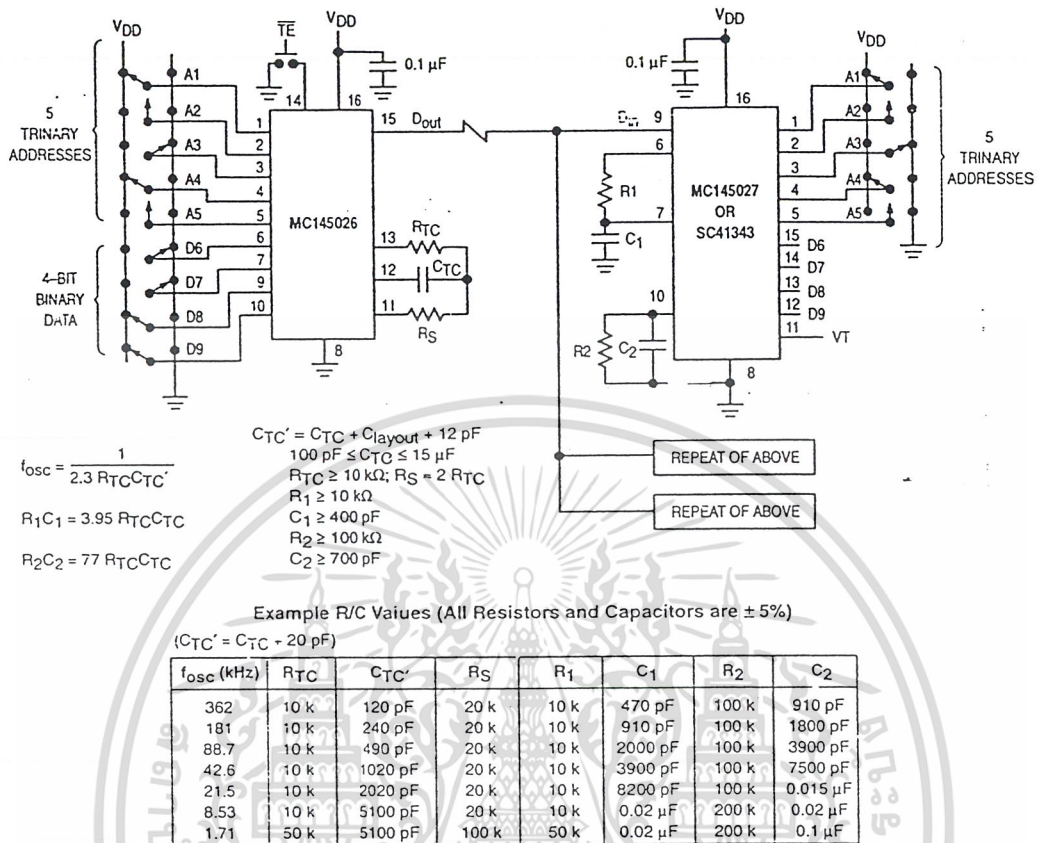 VDD
TE
VDD
0.1 µF
5
TRINARY
ADDRESSES
4–BIT
BINARY
DATA
A1
A2
A3
A4
A5
D6
D7
D8
D9
1
2
3
4
5
6
7
9
10
14
16
15
13
12
11
8
MC145026
Dout
RTC
CTC
RS
VDD
0.1 µF
VDD
16
Din
9
6
7
10
R1
C1
R2
C2
MC145027
OR
SC41343
1
2
3
4
5
15
14
13
12
11
8
A1
A2
A3
A4
A5
D6
D7
D8
D9
VT
5
TRINARY
ADDRESSES
REPEAT OF ABOVE
REPEAT OF ABOVE
fosc = 1 / 2.3 RTCCTC′
R1C1 = 3.95 RTCCTC
R2C2 = 77 RTCCTC
CTC′ = CTC + Clayout + 12 pF
100 pF ≤ CTC ≤ 15 µF
RTC ≥ 10 kΩ; RS ≈ 2 RTC
R1 ≥ 10 kΩ
C1 ≥ 400 pF
R2 ≥ 100 kΩ
C2 ≥ 700 pF
Example R/C Values (All Resistors and Capacitors are ± 5%)
(CTC′ = CTC + 20 pF)
fosc (kHz) RTC CTC′ RS R1 C1 R2 C2
362 10 k 120 pF 20 k 10 k 470 pF 100 k 910 pF
181 10 k 240 pF 20 k 10 k 910 pF 100 k 1800 pF
88.7 10 k 490 pF 20 k 10 k 2000 pF 100 k 3900 pF
42.6 10 k 1020 pF 20 k 10 k 3900 pF 100 k 7500 pF
21.5 10 k 2020 pF 20 k 10 k 8200 pF 100 k 0.015 µF
8.53 10 k 5100 pF 20 k 10 k 0.02 µF 200 k 0.02 µF
1.71 50 k 5100 pF 100 k 50 k 0.02 µF 200 k 0.1 µF